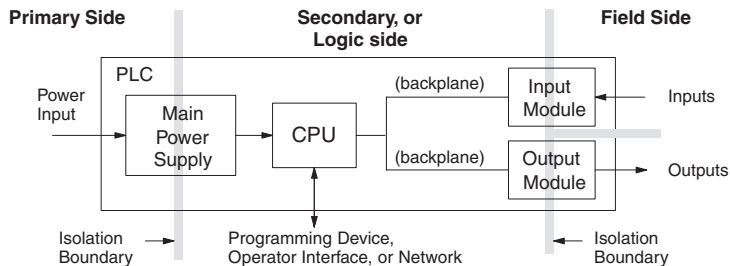 Primary Side
Secondary, or
Logic side
Field Side
PLC
Power
Input
Main
Power
Supply
CPU
(backplane)
(backplane)
Input
Module
Output
Module
Inputs
Outputs
Isolation
Boundary
Programming Device,
Operator Interface, or Network
Isolation
Boundary